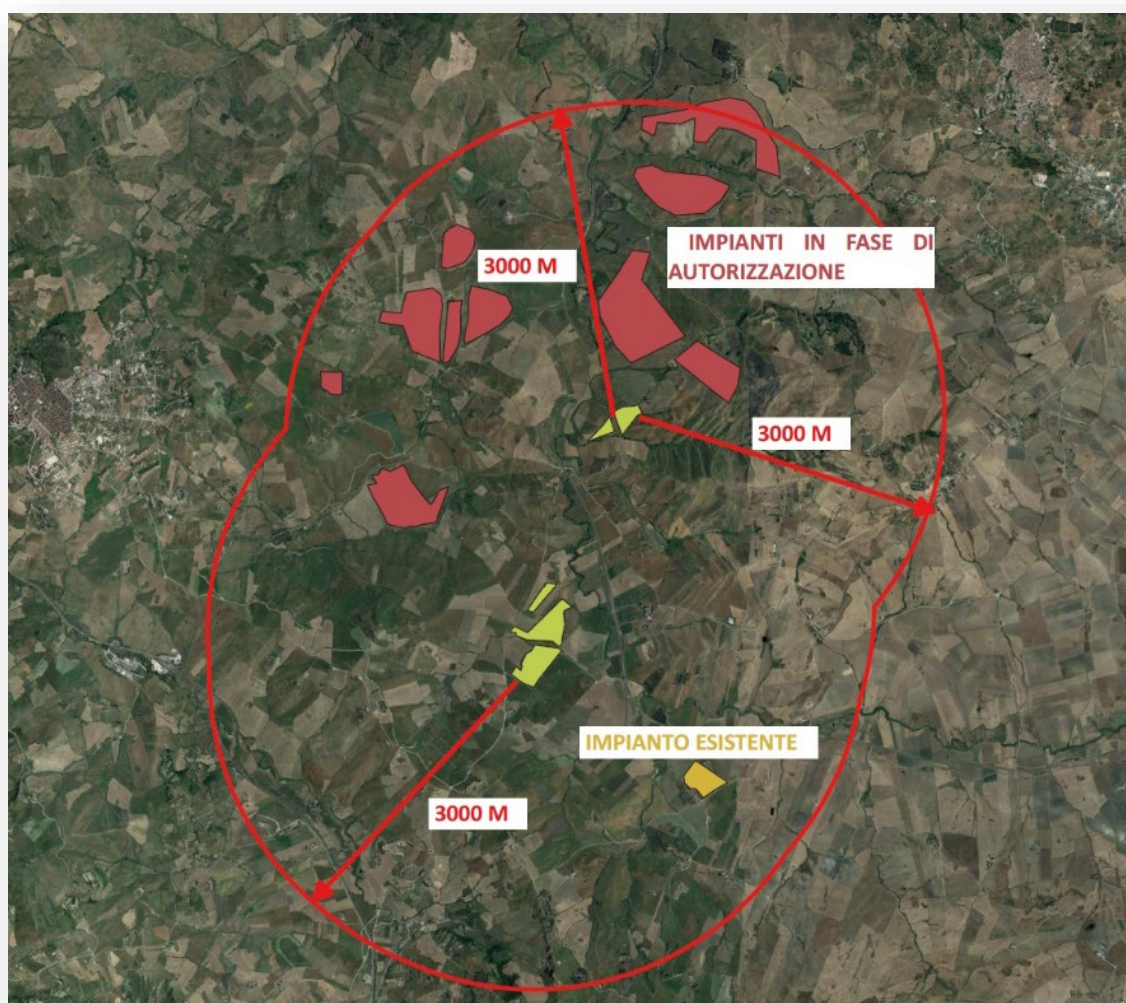 IMPIANTI IN FASE DI
AUTORIZZAZIONE
3000 M
3000 M
IMPIANTO ESISTENTE
3000 M